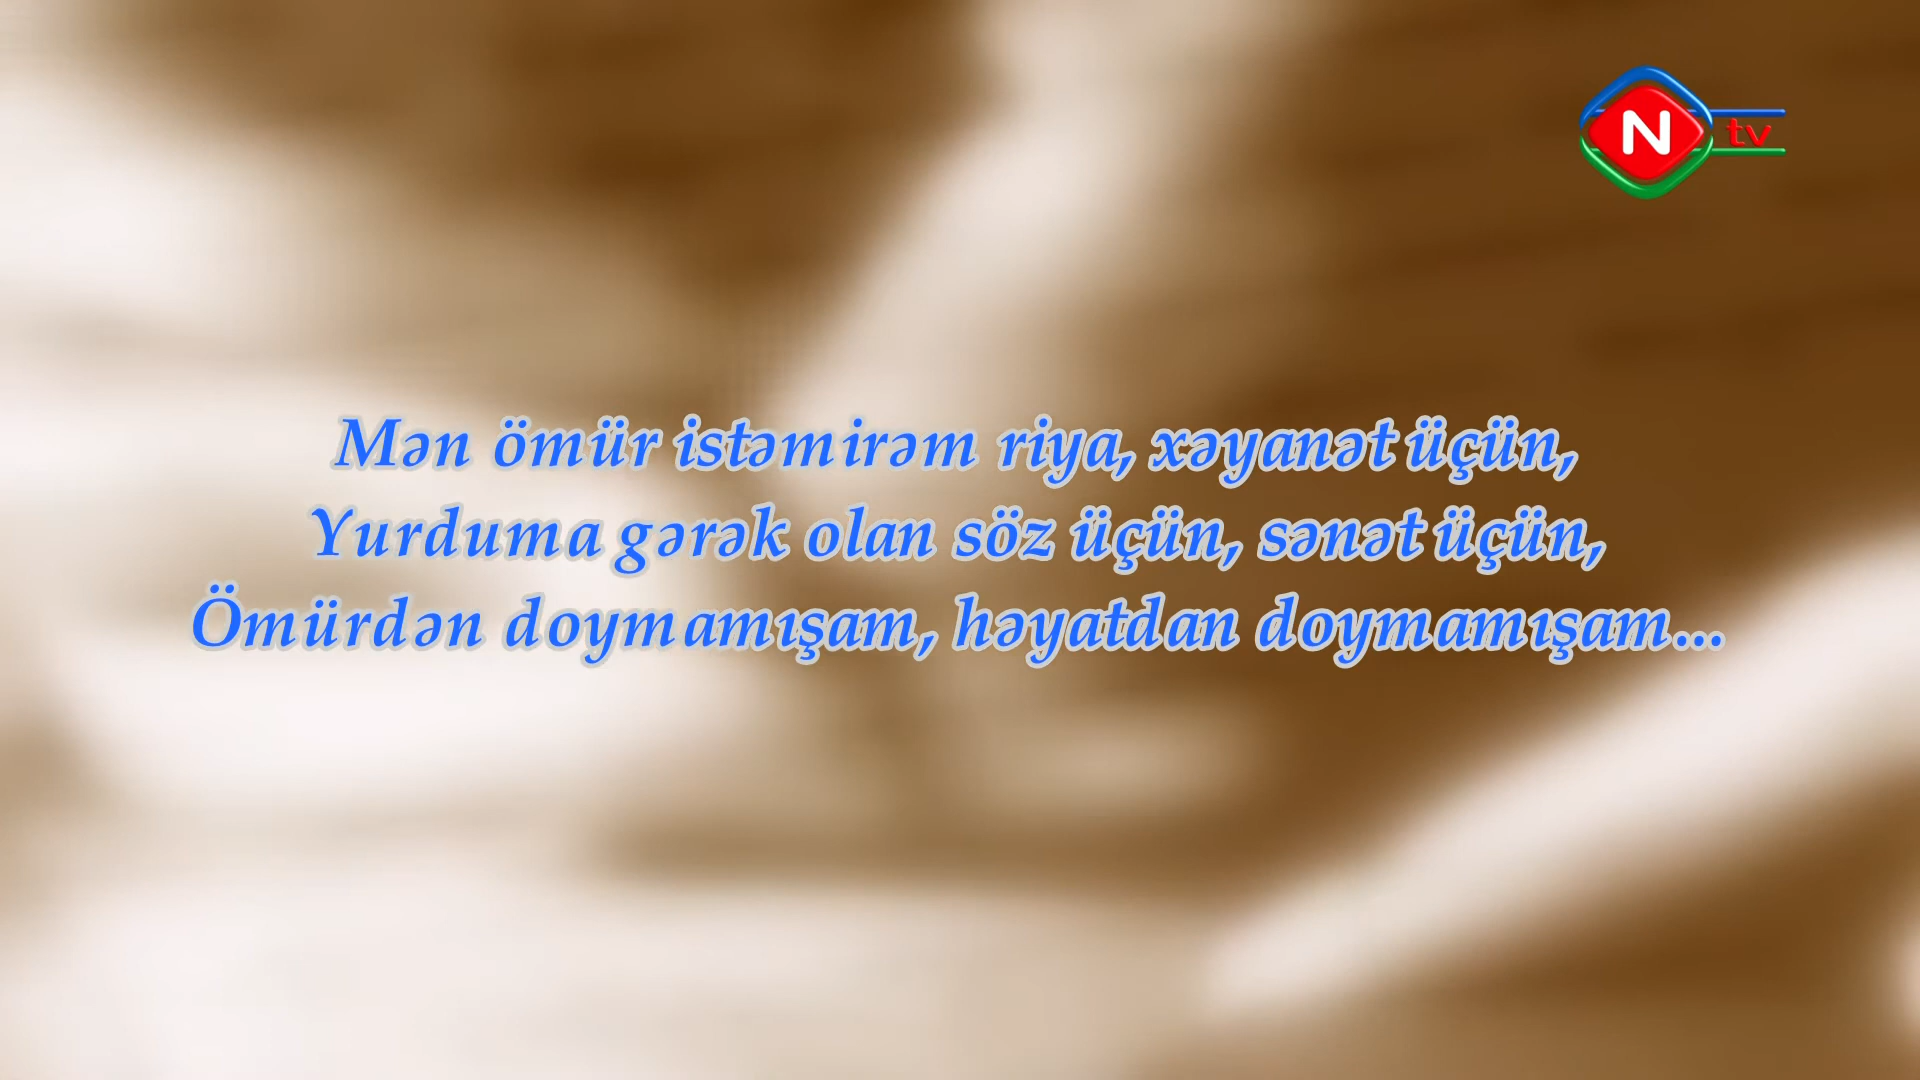 N tv
Mən ömür istəmirəm riya, xəyanət üçün,
Yurduma gərək olan söz üçün, sənət üçün,
Ömürdən doymamışam, həyatdan doymamışam...